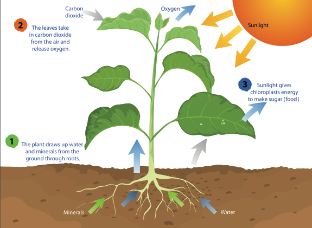 Carbon
dioxide
Oxygen
Sunlight
2
The leaves take
in carbon dioxide
from the air and
release oxygen.
3
Sunlight gives
chloroplasts energy
to make sugar (food)
1
The plant draws up water
and minerals from the
ground through roots.
Minerals
Water